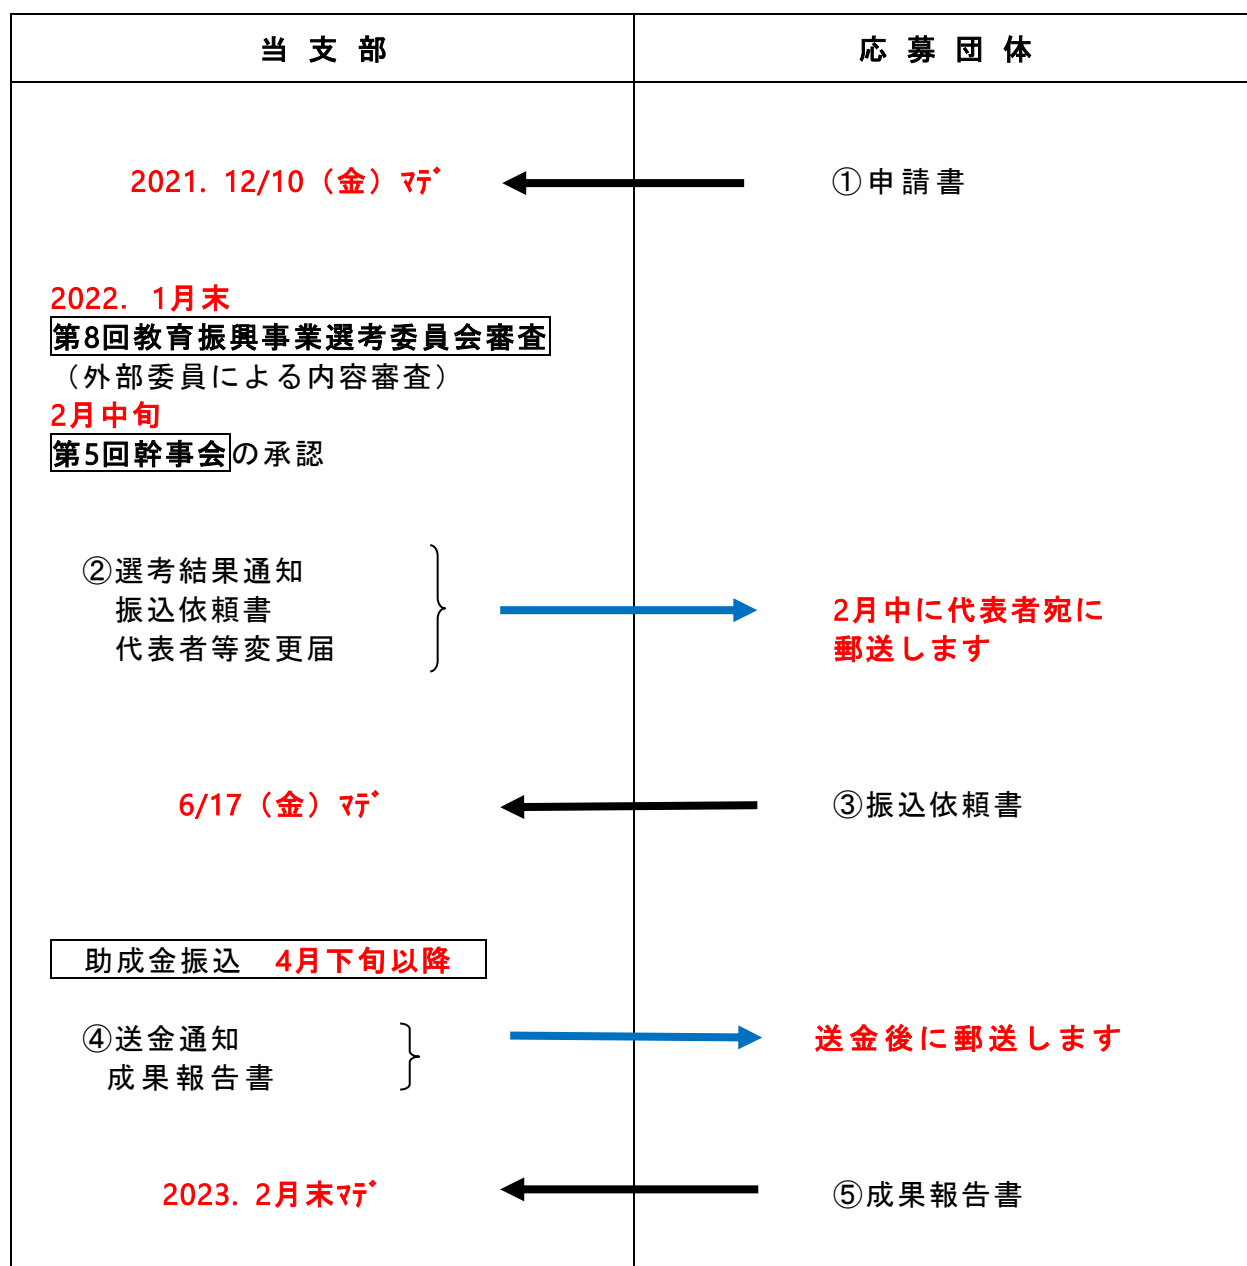 当支部
応募団体
2021. 12/10（金）ﾏﾃﾞ
①申請書
2022. 1月末
第8回教育振興事業選考委員会審査
（外部委員による内容審査）
2月中旬
第5回幹事会の承認
②選考結果通知
振込依頼書
代表者等変更届
2月中に代表者宛に
郵送します
6/17（金）ﾏﾃﾞ
③振込依頼書
助成金振込 4月下旬以降
④送金通知
成果報告書
送金後に郵送します
2023. 2月末ﾏﾃﾞ
⑤成果報告書